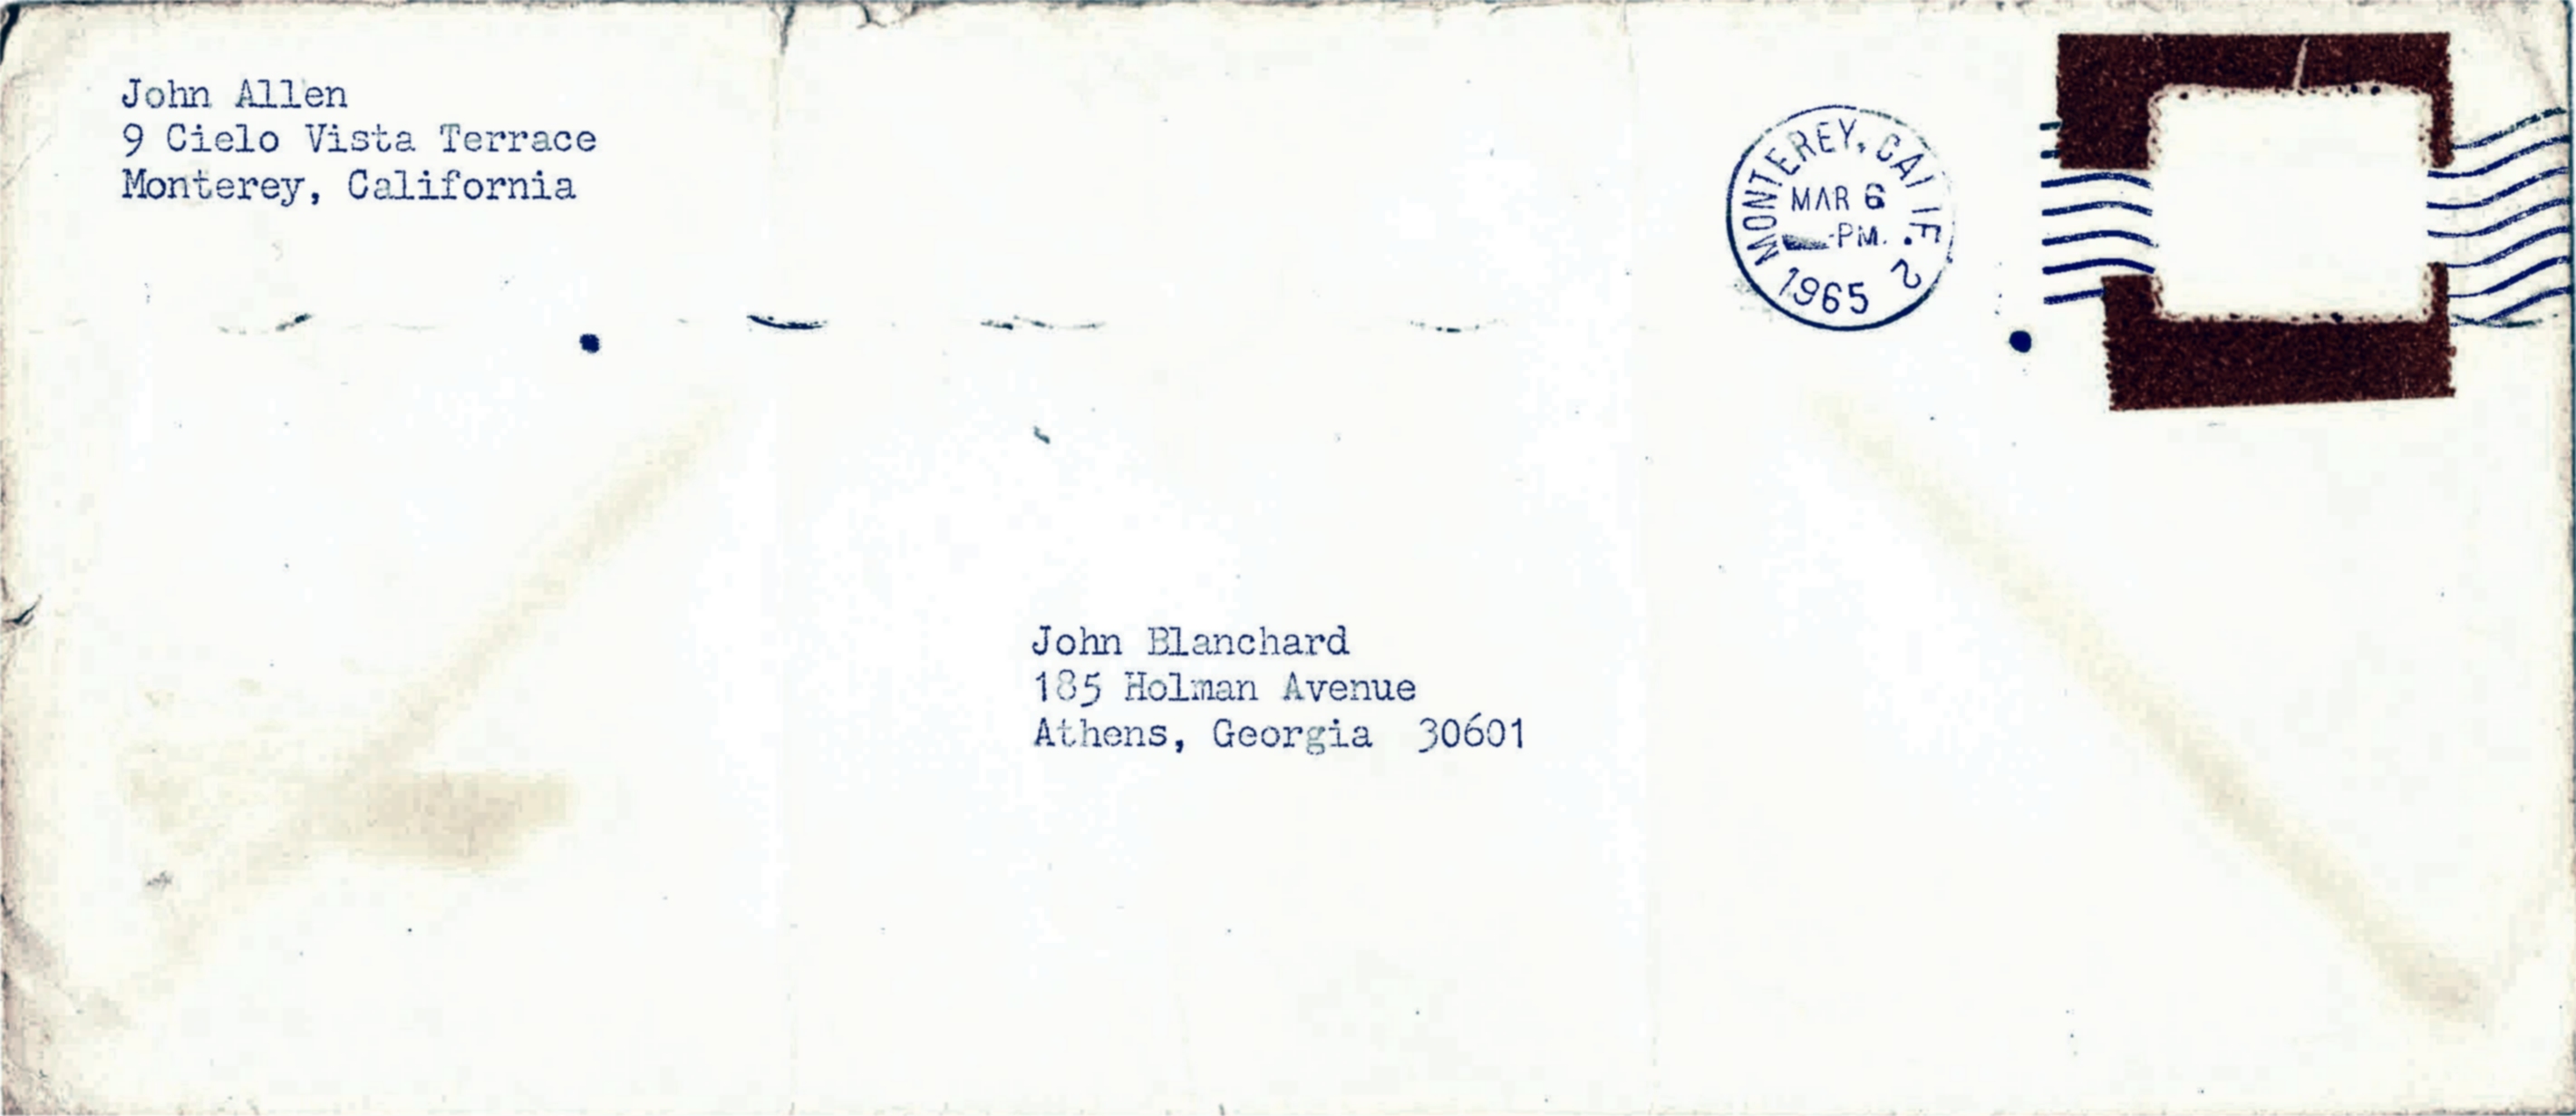 John Allen
9 Cielo Vista Terrace
Monterey, California
MONTEREY, CALIF. 2
MAR 6
PM.
1965
John Blanchard
185 Holman Avenue
Athens, Georgia 30601